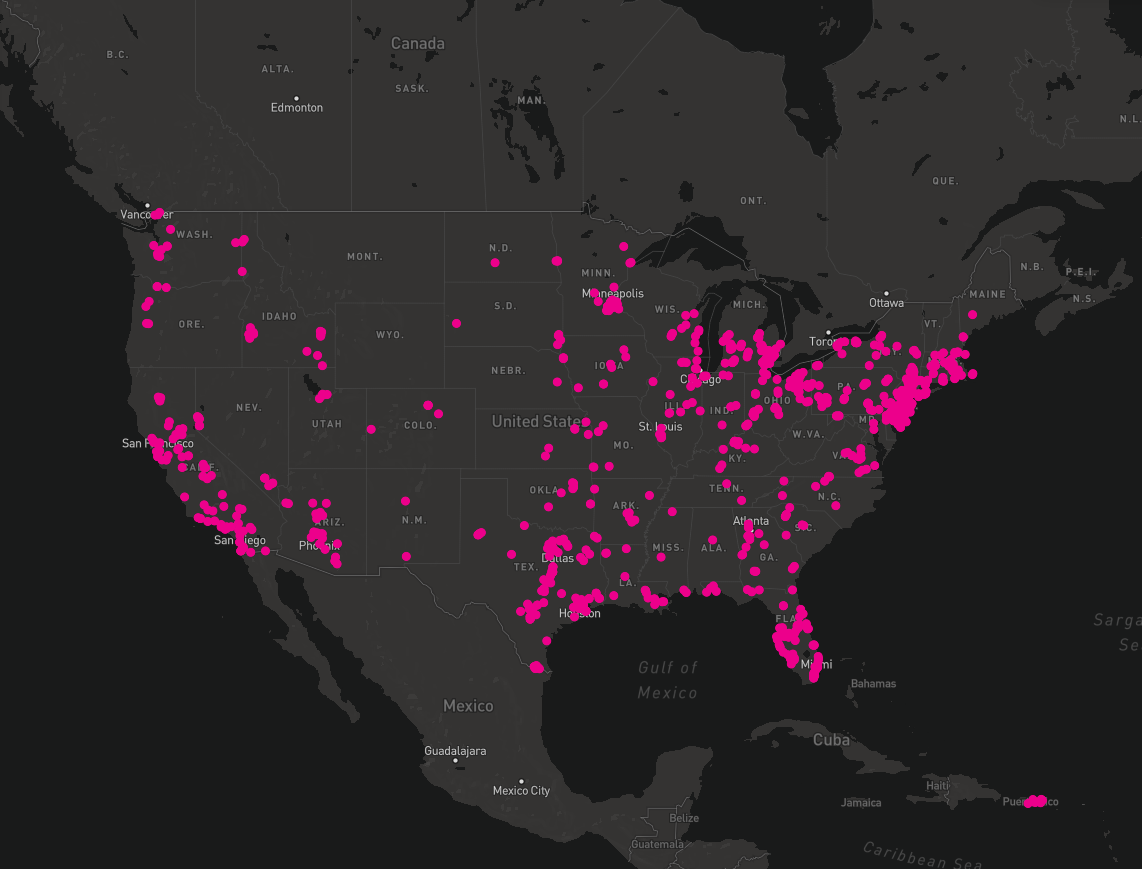 Canada
B.C.
ALTA.
SASK.
MAN.
Edmonton
N.L.
QUE.
ONT.
Vancouver
WASH.
MONT.
N.D.
MINN.
Minneapolis
N.B.
P.E.I.
MAINE
N.S.
Ottawa
S.D.
WIS.
MICH.
VT.
ORE.
IDAHO
WYO.
Toron
N.Y.
NEBR.
IOWA
Chicago
PA.
NEV.
UTAH
COLO.
United States
ILL.
IND.
OHIO
MD.
St. Louis
W.VA.
San Francisco
CALIF.
MO.
KY.
VA.
OKLA.
ARK.
TENN.
N.C.
ARIZ.
N.M.
Atlanta
S.C.
San Diego
Phoenix
Dallas
MISS.
ALA.
GA.
TEX.
LA.
Houston
FLA.
Sarga
Se
Miami
Gulf of
Mexico
Bahamas
Mexico
Cuba
Guadalajara
Mexico City
Haiti
Jamaica
Puerto Rico
Belize
Guatemala
Caribbean Sea